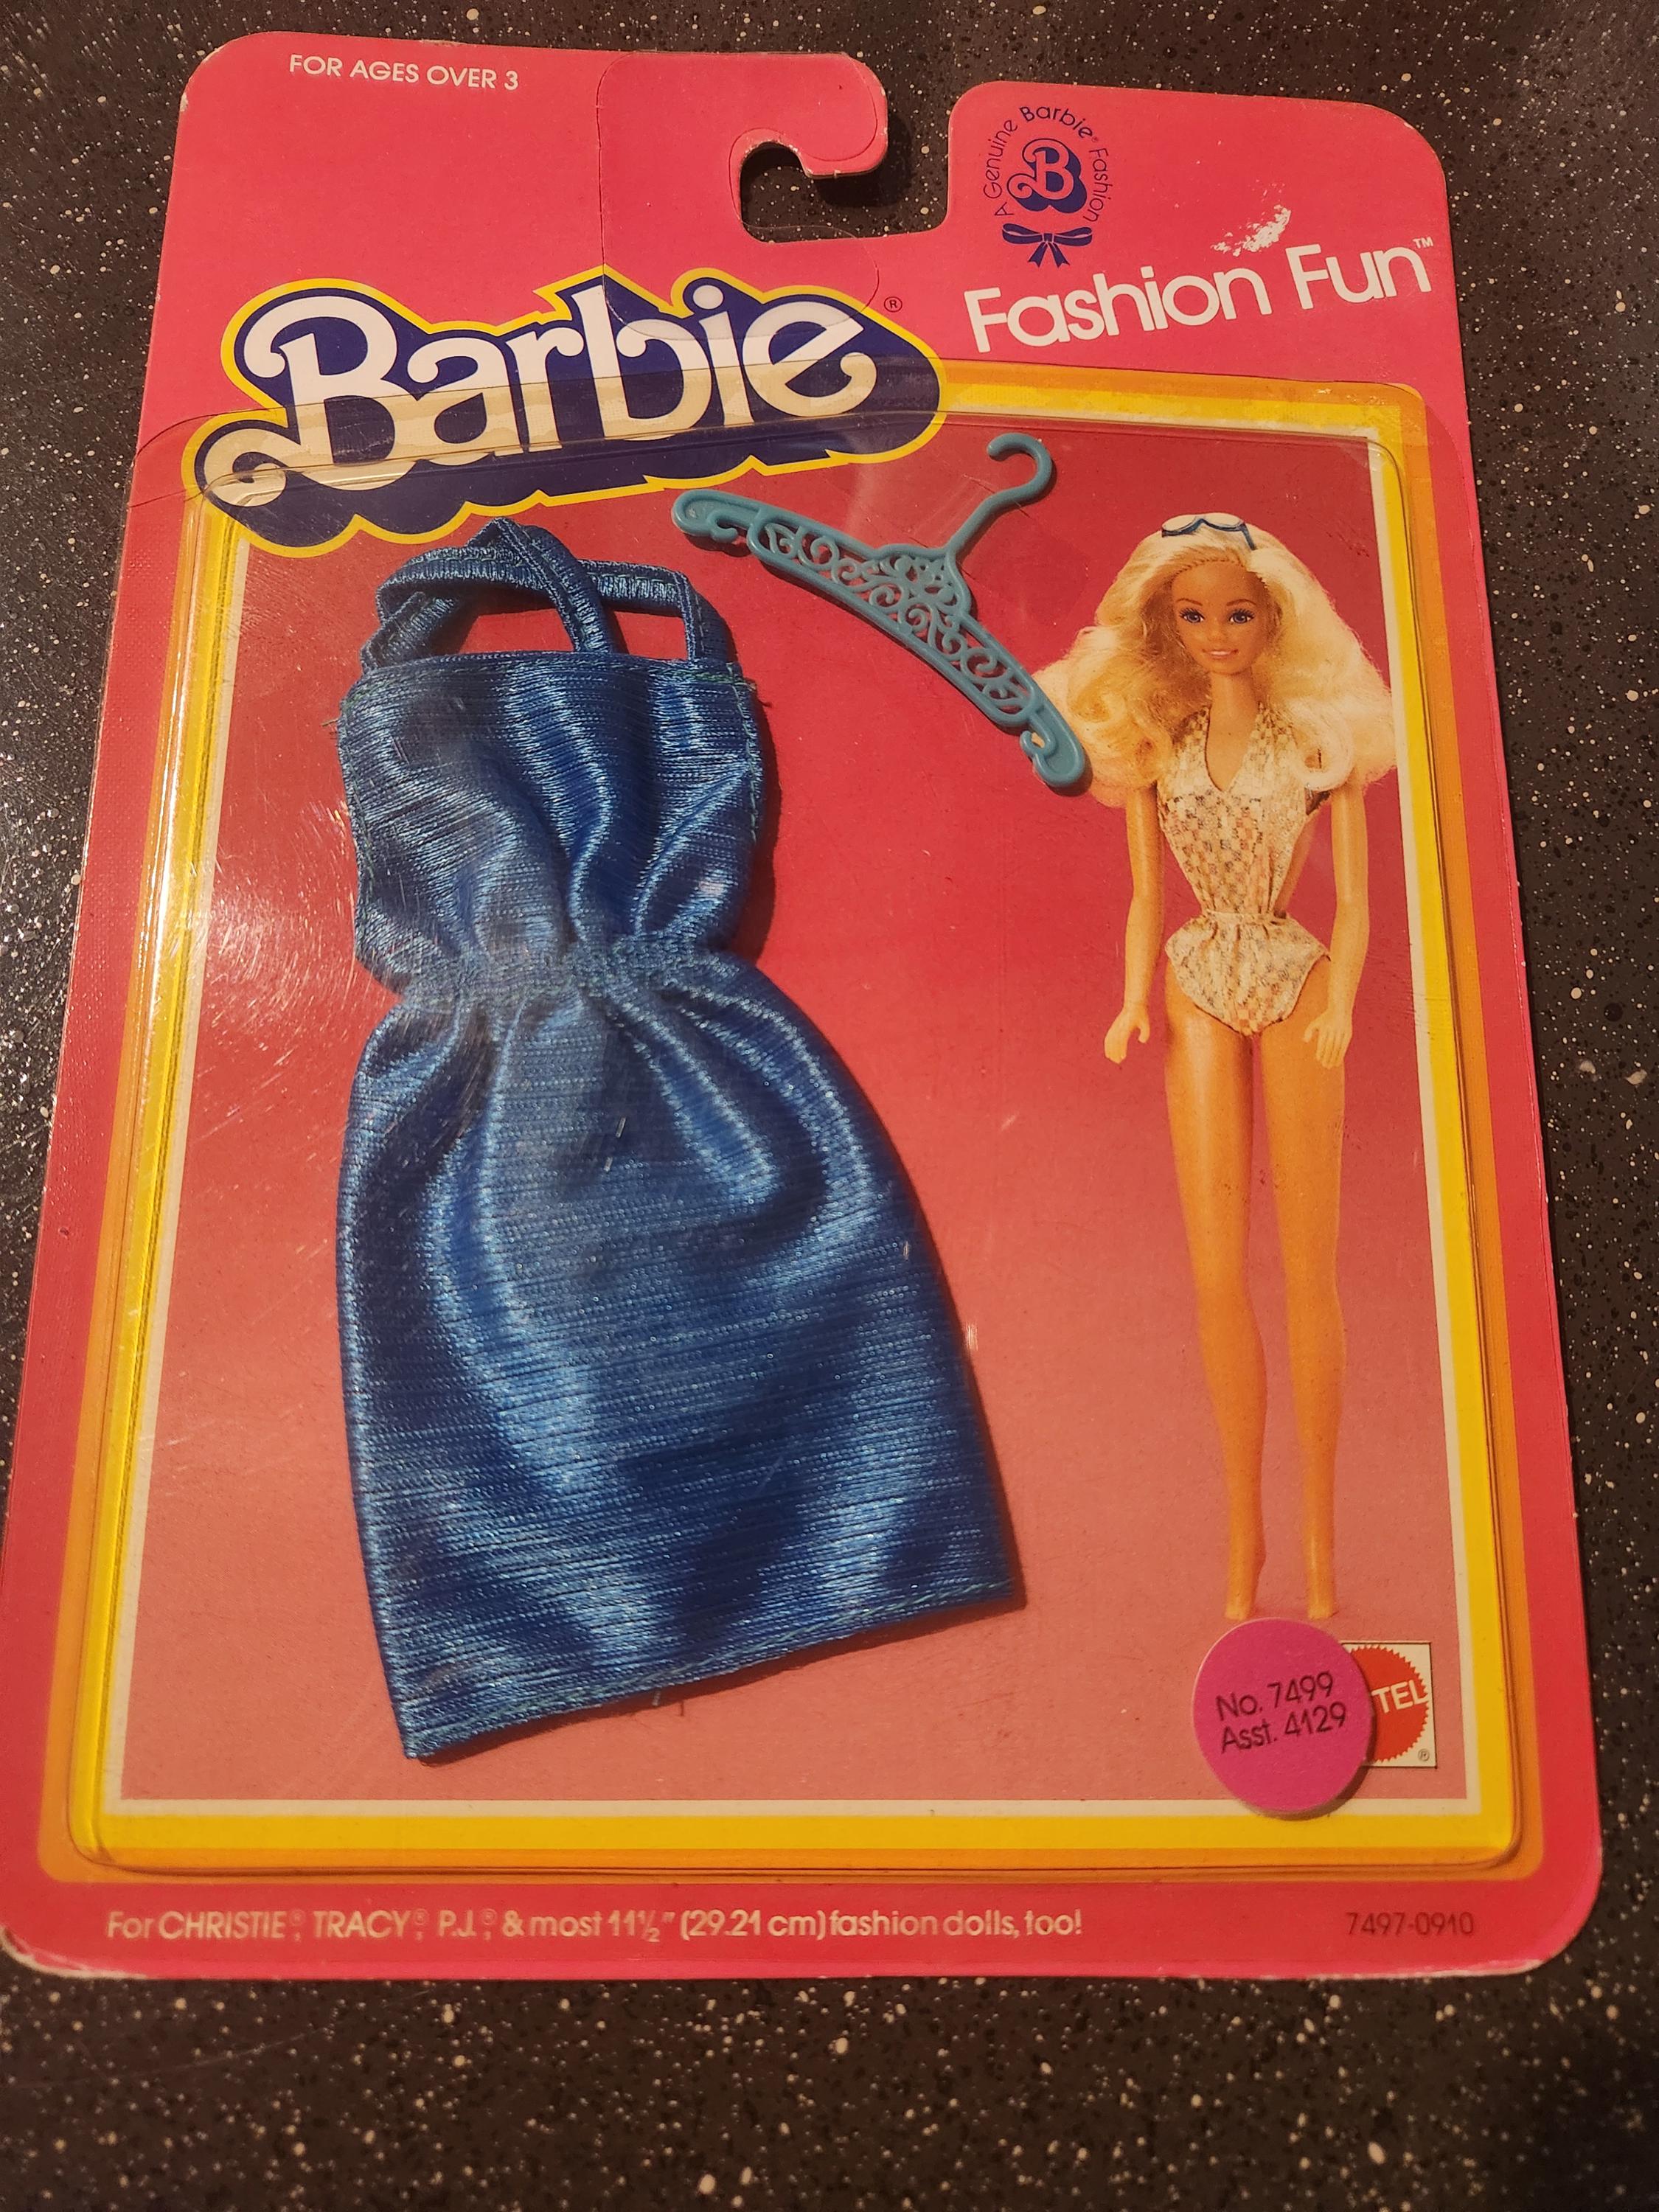 FOR AGES OVER 3
A Genuine Barbie® Fashion
B
Barbie®
Fashion Fun™
No. 7499
Asst. 4129
TEL
®
For CHRISTIE®, TRACY®, P.J.®, & most 11½" (29.21 cm) fashion dolls, too!
7497-0910